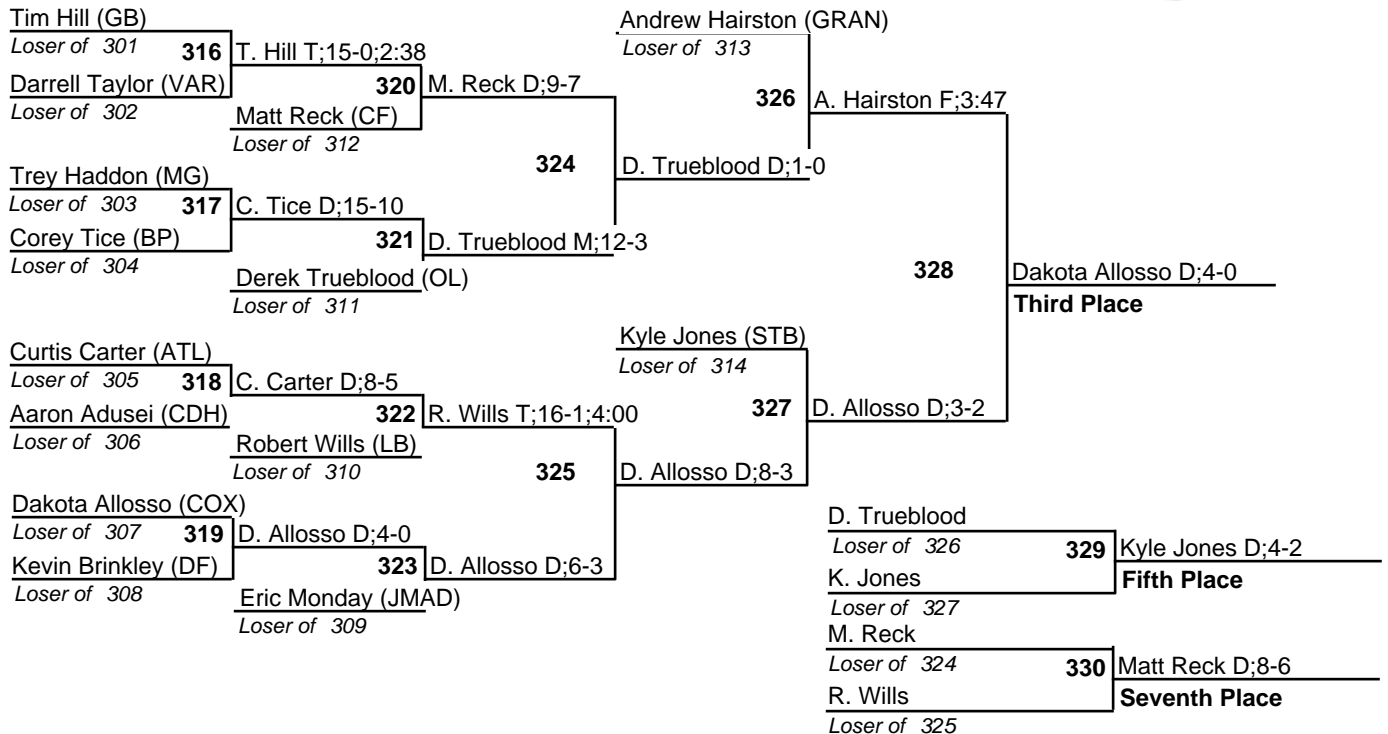 Tim Hill (GB)
Loser of 301
316
T. Hill T;15-0;2:38
Darrell Taylor (VAR)
Loser of 302
320
M. Reck D;9-7
Matt Reck (CF)
Loser of 312
Trey Haddon (MG)
Loser of 303
317
C. Tice D;15-10
Corey Tice (BP)
Loser of 304
321
D. Trueblood M;12-3
Derek Trueblood (OL)
Loser of 311
324
D. Trueblood D;1-0
Andrew Hairston (GRAN)
Loser of 313
326
A. Hairston F;3:47
Curtis Carter (ATL)
Loser of 305
318
C. Carter D;8-5
Aaron Adusei (CDH)
Loser of 306
322
R. Wills T;16-1;4:00
Robert Wills (LB)
Loser of 310
Dakota Allosso (COX)
Loser of 307
319
D. Allosso D;4-0
Kevin Brinkley (DF)
Loser of 308
323
D. Allosso D;6-3
Eric Monday (JMAD)
Loser of 309
325
D. Allosso D;8-3
Kyle Jones (STB)
Loser of 314
327
D. Allosso D;3-2
328
Dakota Allosso D;4-0
Third Place
D. Trueblood
Loser of 326
329
Kyle Jones D;4-2
K. Jones
Fifth Place
Loser of 327
M. Reck
Loser of 324
330
Matt Reck D;8-6
R. Wills
Seventh Place
Loser of 325